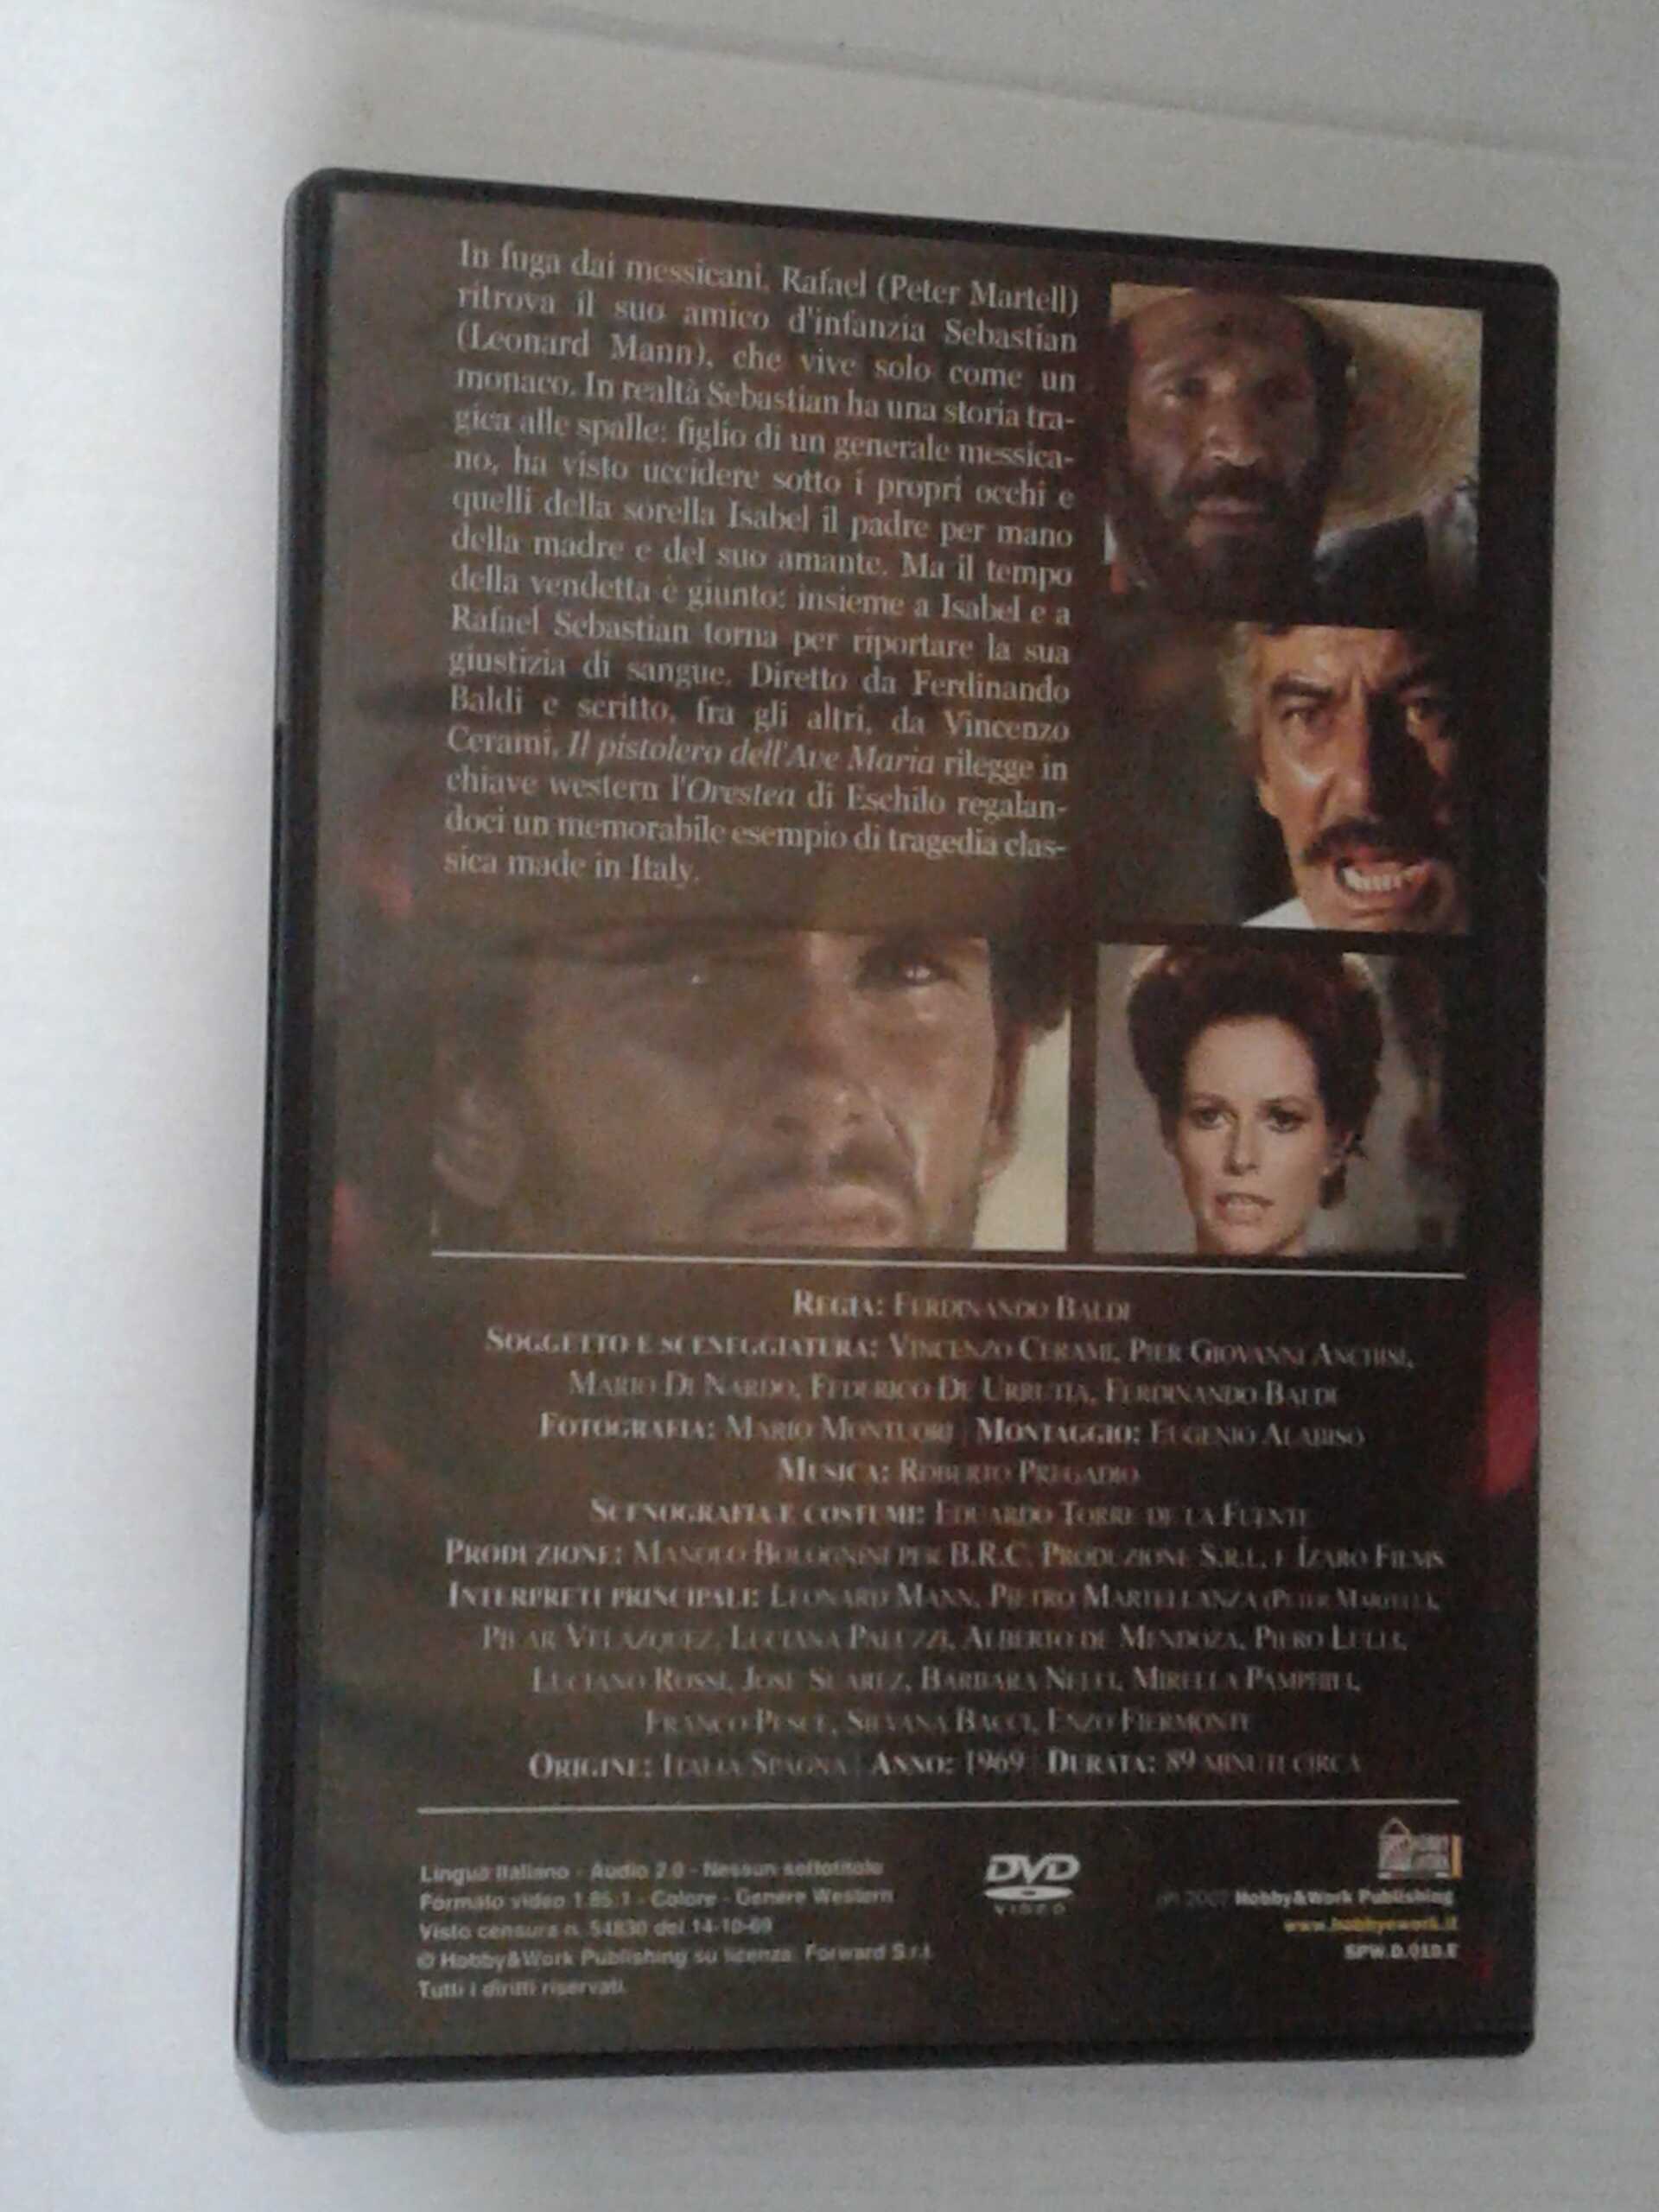 In fuga dai messicani, Rafael (Peter Martell)
ritrova il suo amico d'infanzia Sebastian
(Leonard Mann), che vive solo come un
monaco. In realtà Sebastian ha una storia tra-
gica alle spalle: figlio di un generale messica-
no, ha visto uccidere sotto i propri occhi e
quelli della sorella Isabel il padre per mano
della madre e del suo amante. Ma il tempo
della vendetta è giunto: insieme a Isabel e a
Rafael Sebastian torna per riportare la sua
giustizia di sangue. Diretto da Ferdinando
Baldi e scritto, fra gli altri, da Vincenzo
Cerami, Il pistolero dell'Ave Maria rilegge in
chiave western l'Orestea di Eschilo regalan-
doci un memorabile esempio di tragedia clas-
sica made in Italy.
REGIA: FERDINANDO BALDI
SOGGETTO E SCENEGGIATURA: VINCENZO CERAMI, PIER GIOVANNI ANCHISI,
MARIO DI NARDO, FEDERICO DE URRUTIA, FERDINANDO BALDI
FOTOGRAFIA: MARIO MONTUORI | MONTAGGIO: EUGENIO ALABISO
MUSICA: ROBERTO PREGADIO
SCENOGRAFIA E COSTUMI: EDUARDO TORRE DE LA FUENTE
PRODUZIONE: MANOLO BOLOGNINI PER B.R.C. PRODUZIONE S.R.L. E IZARO FILMS
INTERPRETI PRINCIPALI: LEONARD MANN, PIETRO MARTELLANZA (PETER MARTELL),
PILAR VELAZQUEZ, LUCIANA PALUZZI, ALBERTO DE MENDOZA, PIERO LULLI,
LUCIANO ROSSI, JOSE SUAREZ, BARBARA NELLI, MIRELLA PAMPHILI,
FRANCO PESCE, SILVANA BACCI, ENZO FIERMONTE
ORIGINE: ITALIA SPAGNA | ANNO: 1969 | DURATA: 89 MINUTI CIRCA
Lingua Italiano - Audio 2.0 - Nessun sottotitolo
Formato video 1.85:1 - Colore - Genere Western
Visto censura n. 54830 del 14-10-69
© Hobby&Work Publishing su licenza Forward S.r.l.
Tutti i diritti riservati.
DVD
VIDEO
Hobby&Work Publishing
www.hobbyework.it
SPW.D.010.E